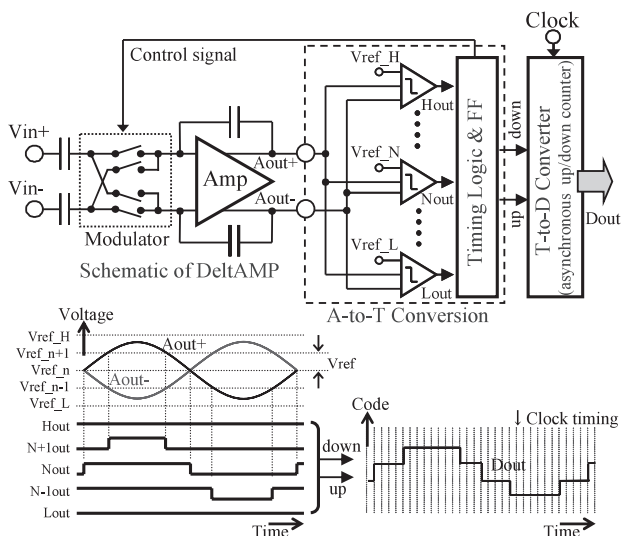 Clock
Control signal
Vref_H
Hout
Vin+
Vin-
Modulator
Amp
Aout+
Aout-
Vref_N
Nout
Vref_L
Lout
Timing Logic & FF
down
up
T-to-D Converter
(asynchronous up/down counter)
Dout
Schematic of DeltAMP
A-to-T Conversion
Voltage
Vref_H
Vref_n+1
Vref_n
Vref_n-1
Vref_L
Aout+
Aout-
Vref
Hout
N+1out
Nout
N-1out
Lout
Time
down
up
Code
↓ Clock timing
Dout
Time